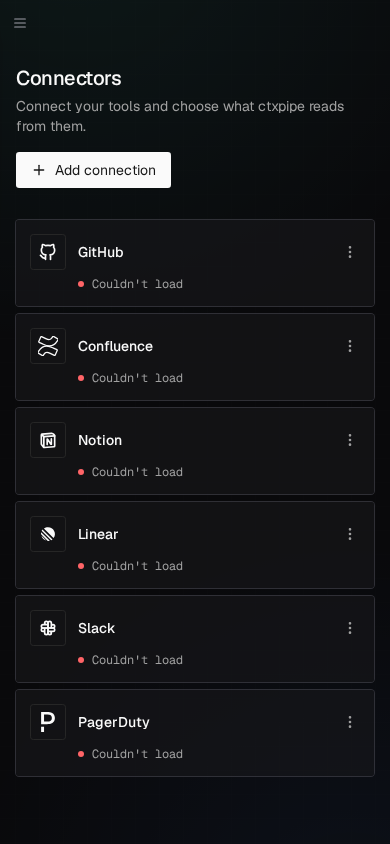 Connectors
Connect your tools and choose what ctxpipe reads
from them.
Add connection
GitHub
Couldn't load
Confluence
Couldn't load
Notion
Couldn't load
Linear
Couldn't load
Slack
Couldn't load
PagerDuty
Couldn't load